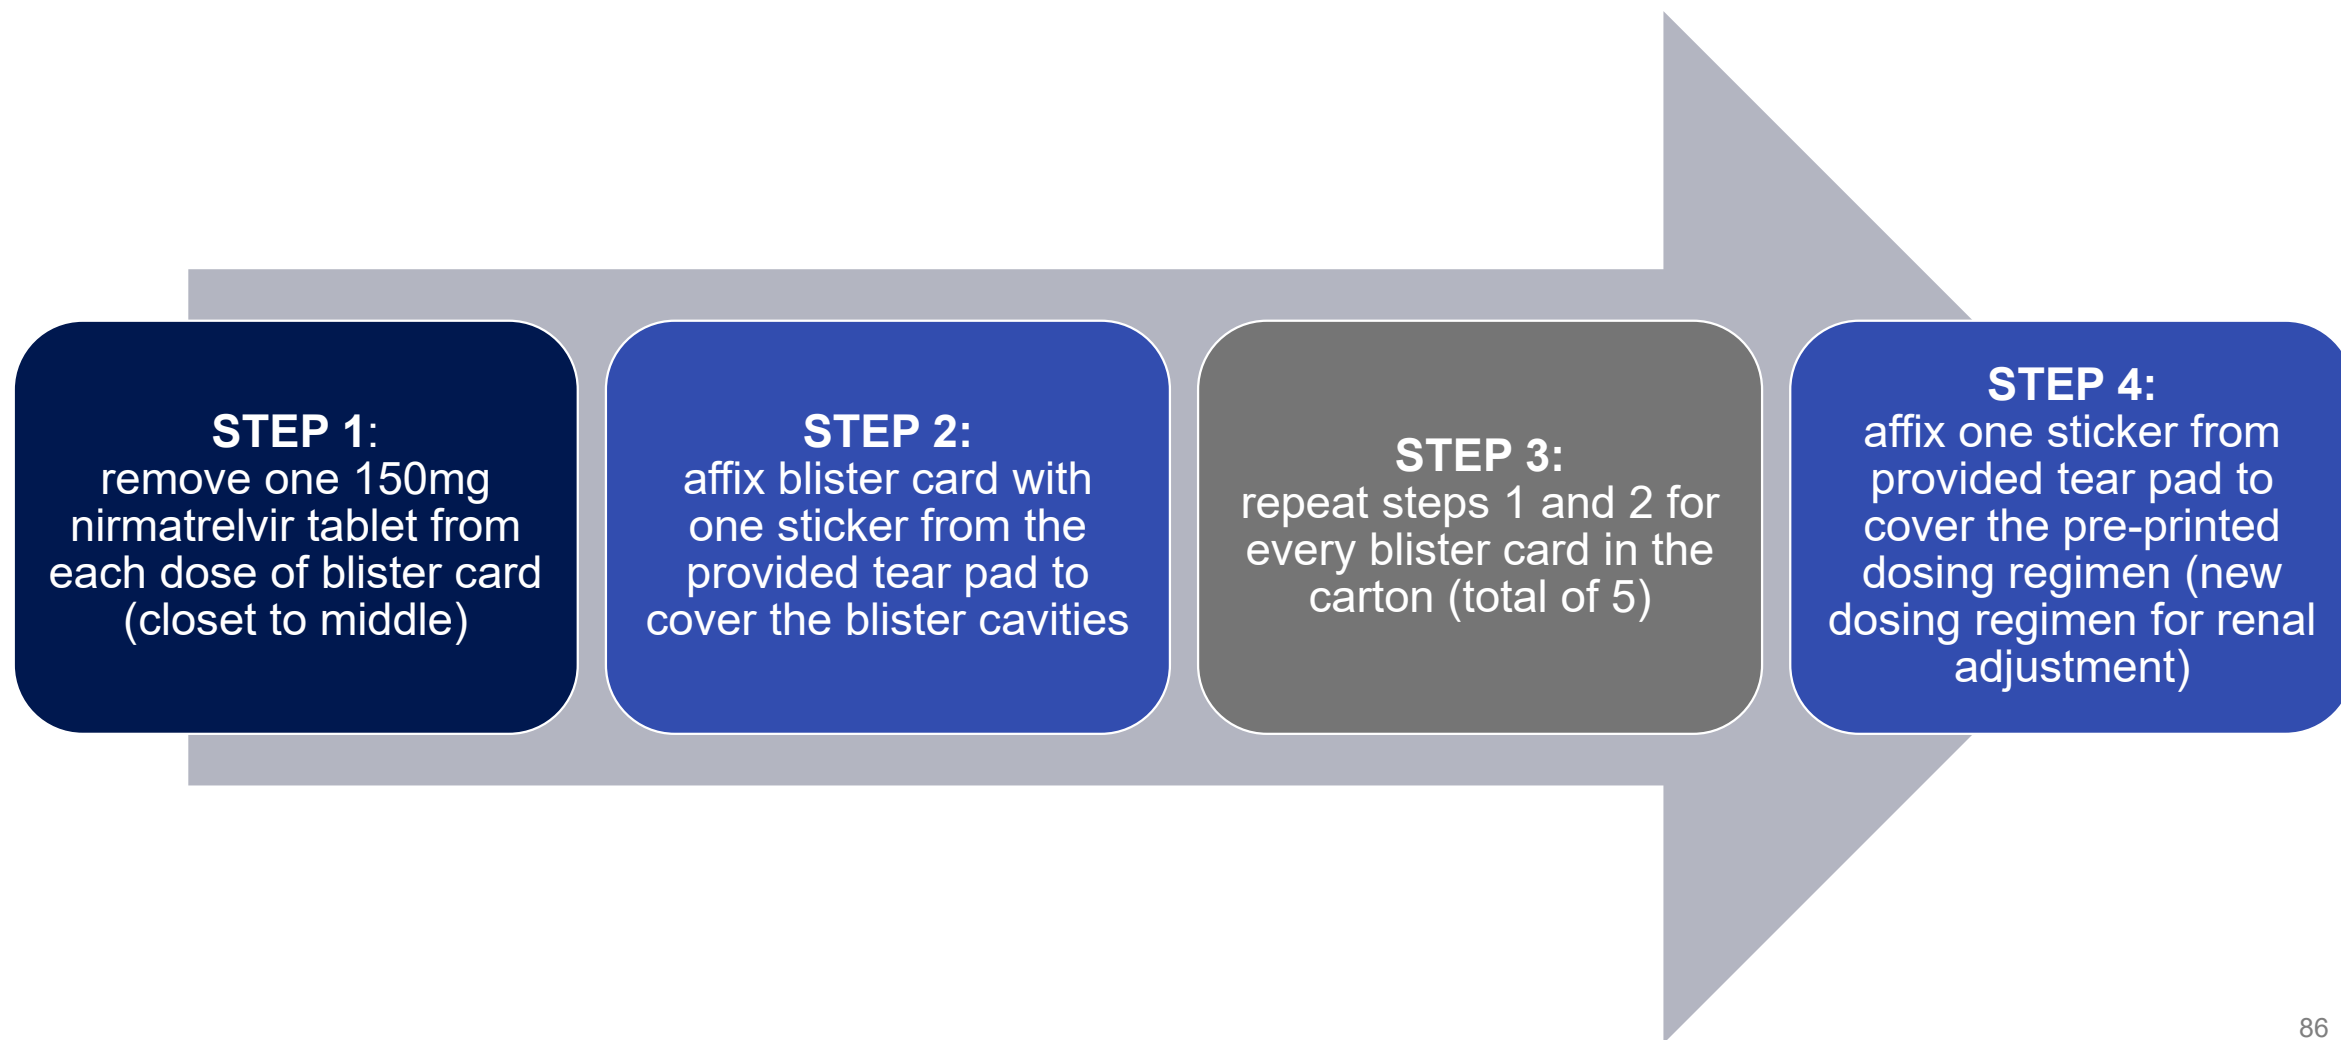 STEP 1:
remove one 150mg
nirmatrelvir tablet from
each dose of blister card
(closet to middle)
STEP 2:
affix blister card with
one sticker from the
provided tear pad to
cover the blister cavities
STEP 3:
repeat steps 1 and 2 for
every blister card in the
carton (total of 5)
STEP 4:
affix one sticker from
provided tear pad to
cover the pre-printed
dosing regimen (new
dosing regimen for renal
adjustment)
86